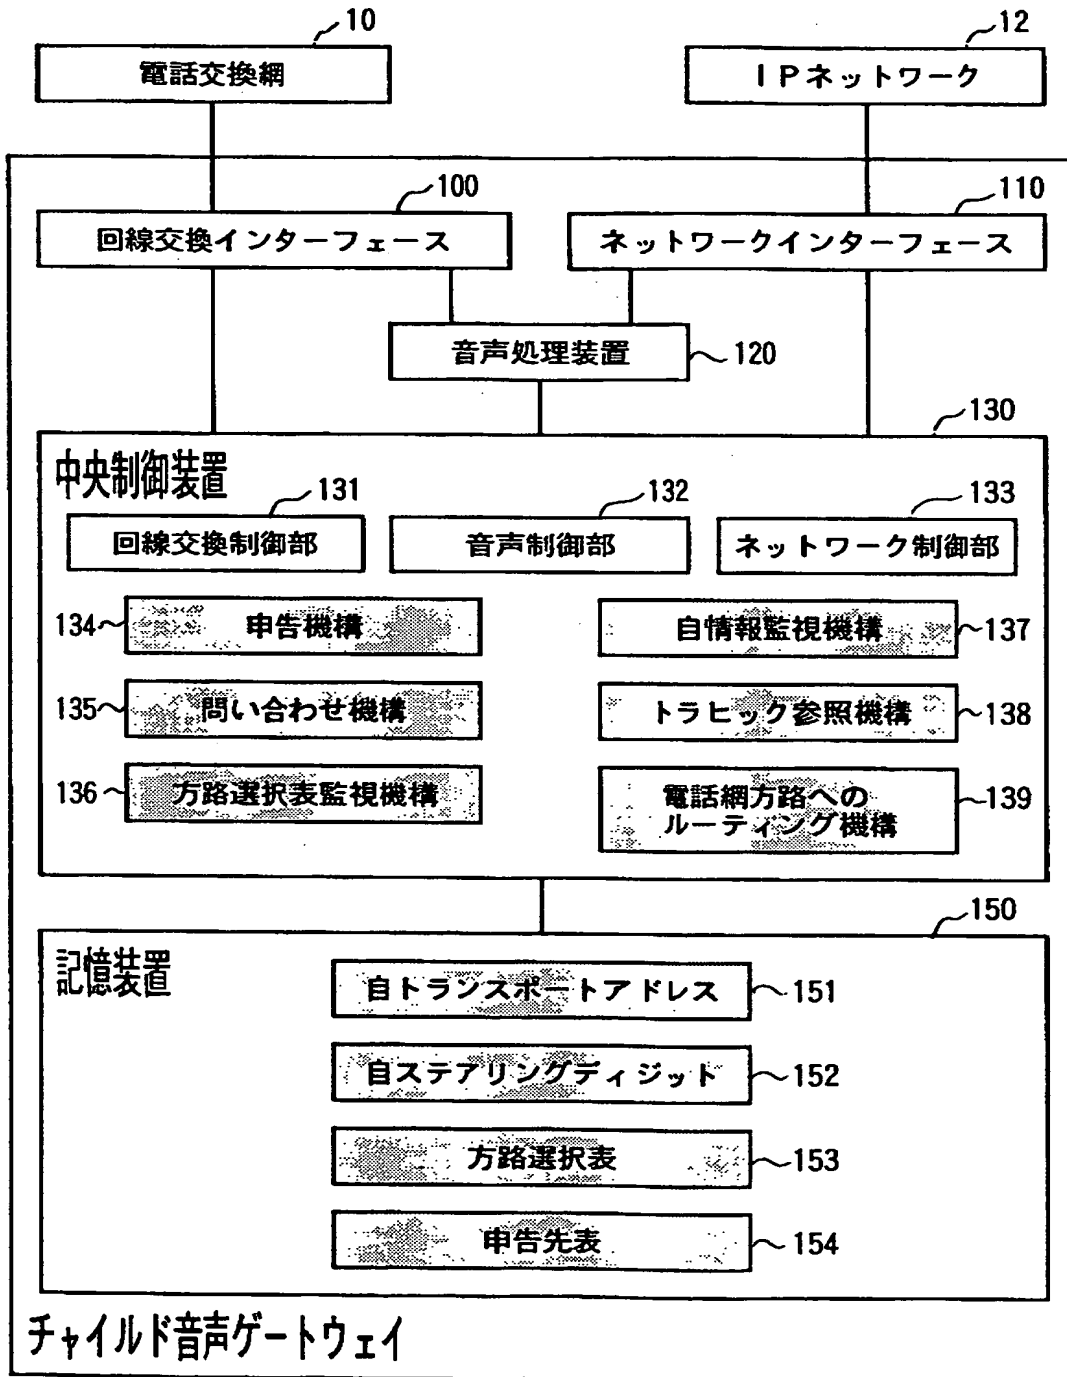 10
電話交換網
12
IPネットワーク
100
回線交換インターフェース
110
ネットワークインターフェース
音声処理装置
120
130
中央制御装置
131
回線交換制御部
132
音声制御部
133
ネットワーク制御部
134
申告機構
自情報監視機構
137
135
問い合わせ機構
トラヒック参照機構
138
136
方路選択表監視機構
電話網方路への
ルーティング機構
139
150
記憶装置
自トランスポートアドレス
151
自ステアリングディジット
152
方路選択表
153
申告先表
154
チャイルド音声ゲートウェイ